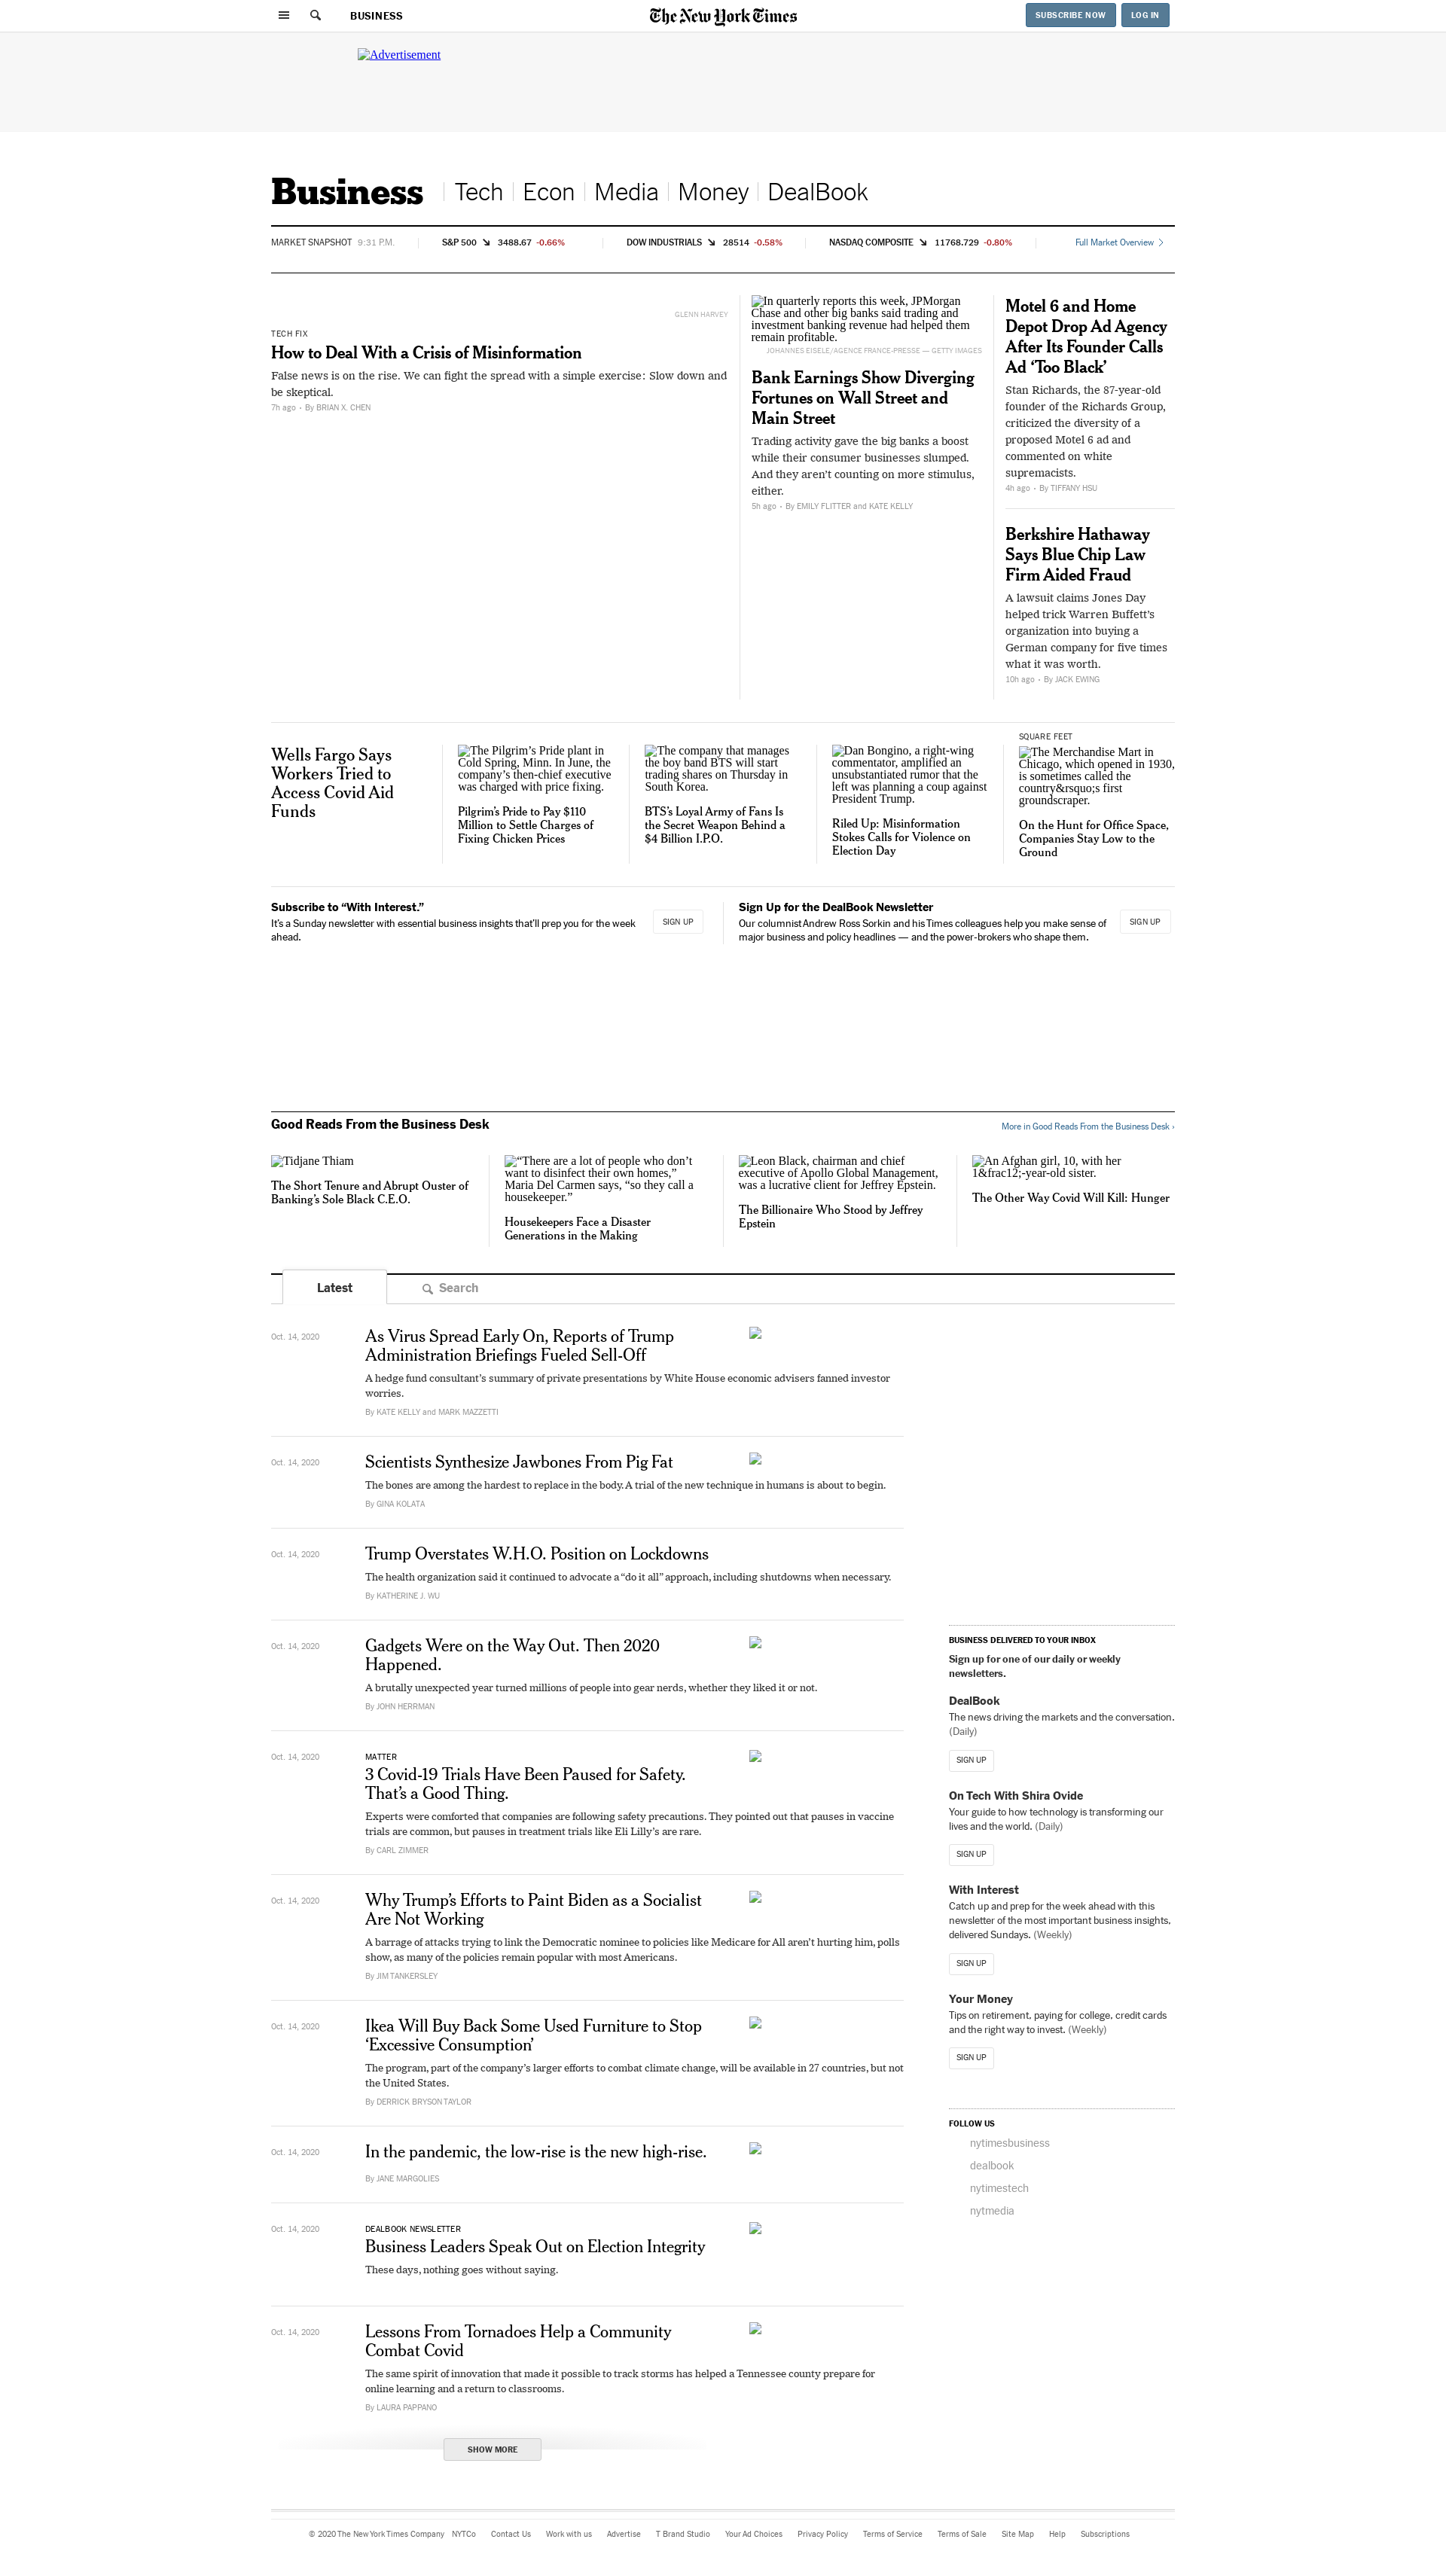 BUSINESS
The New York Times
SUBSCRIBE NOW
LOG IN
Advertisement
Business
Tech
Econ
Media
Money
DealBook
MARKET SNAPSHOT 9:31 P.M.
S&P 500 3488.67 -0.66%
DOW INDUSTRIALS 28514 -0.58%
NASDAQ COMPOSITE 11768.729 -0.80%
Full Market Overview
GLENN HARVEY
TECH FIX
How to Deal With a Crisis of Misinformation
False news is on the rise. We can fight the spread with a simple exercise: Slow down and
be skeptical.
7h ago · By BRIAN X. CHEN
In quarterly reports this week, JPMorgan
Chase and other big banks said trading and
investment banking revenue had helped them
remain profitable.
JOHANNES EISELE/AGENCE FRANCE-PRESSE — GETTY IMAGES
Bank Earnings Show Diverging
Fortunes on Wall Street and
Main Street
Trading activity gave the big banks a boost
while their consumer businesses slumped.
And they aren’t counting on more stimulus,
either.
5h ago · By EMILY FLITTER and KATE KELLY
Motel 6 and Home
Depot Drop Ad Agency
After Its Founder Calls
Ad ‘Too Black’
Stan Richards, the 87-year-old
founder of the Richards Group,
criticized the diversity of a
proposed Motel 6 ad and
commented on white
supremacists.
4h ago · By TIFFANY HSU
Berkshire Hathaway
Says Blue Chip Law
Firm Aided Fraud
A lawsuit claims Jones Day
helped trick Warren Buffett’s
organization into buying a
German company for five times
what it was worth.
10h ago · By JACK EWING
Wells Fargo Says
Workers Tried to
Access Covid Aid
Funds
The Pilgrim’s Pride plant in
Cold Spring, Minn. In June, the
company’s then-chief executive
was charged with price fixing.
Pilgrim’s Pride to Pay $110
Million to Settle Charges of
Fixing Chicken Prices
The company that manages
the boy band BTS will start
trading shares on Thursday in
South Korea.
BTS’s Loyal Army of Fans Is
the Secret Weapon Behind a
$4 Billion I.P.O.
Dan Bongino, a right-wing
commentator, amplified an
unsubstantiated rumor that the
left was planning a coup against
President Trump.
Riled Up: Misinformation
Stokes Calls for Violence on
Election Day
SQUARE FEET
The Merchandise Mart in
Chicago, which opened in 1930,
is sometimes called the
country&rsquo;s first
groundscraper.
On the Hunt for Office Space,
Companies Stay Low to the
Ground
Subscribe to “With Interest.”
It’s a Sunday newsletter with essential business insights that’ll prep you for the week
ahead.
SIGN UP
Sign Up for the DealBook Newsletter
Our columnist Andrew Ross Sorkin and his Times colleagues help you make sense of
major business and policy headlines — and the power-brokers who shape them.
SIGN UP
Good Reads From the Business Desk
More in Good Reads From the Business Desk ›
Tidjane Thiam
The Short Tenure and Abrupt Ouster of
Banking’s Sole Black C.E.O.
“There are a lot of people who don’t
want to disinfect their own homes,”
Maria Del Carmen says, “so they call a
housekeeper.”
Housekeepers Face a Disaster
Generations in the Making
Leon Black, chairman and chief
executive of Apollo Global Management,
was a lucrative client for Jeffrey Epstein.
The Billionaire Who Stood by Jeffrey
Epstein
An Afghan girl, 10, with her
1&frac12;-year-old sister.
The Other Way Covid Will Kill: Hunger
Latest
Search
Oct. 14, 2020
As Virus Spread Early On, Reports of Trump
Administration Briefings Fueled Sell-Off
A hedge fund consultant’s summary of private presentations by White House economic advisers fanned investor
worries.
By KATE KELLY and MARK MAZZETTI
Oct. 14, 2020
Scientists Synthesize Jawbones From Pig Fat
The bones are among the hardest to replace in the body. A trial of the new technique in humans is about to begin.
By GINA KOLATA
Oct. 14, 2020
Trump Overstates W.H.O. Position on Lockdowns
The health organization said it continued to advocate a “do it all” approach, including shutdowns when necessary.
By KATHERINE J. WU
Oct. 14, 2020
Gadgets Were on the Way Out. Then 2020
Happened.
A brutally unexpected year turned millions of people into gear nerds, whether they liked it or not.
By JOHN HERRMAN
Oct. 14, 2020
MATTER
3 Covid-19 Trials Have Been Paused for Safety.
That’s a Good Thing.
Experts were comforted that companies are following safety precautions. They pointed out that pauses in vaccine
trials are common, but pauses in treatment trials like Eli Lilly’s are rare.
By CARL ZIMMER
Oct. 14, 2020
Why Trump’s Efforts to Paint Biden as a Socialist
Are Not Working
A barrage of attacks trying to link the Democratic nominee to policies like Medicare for All aren’t hurting him, polls
show, as many of the policies remain popular with most Americans.
By JIM TANKERSLEY
Oct. 14, 2020
Ikea Will Buy Back Some Used Furniture to Stop
‘Excessive Consumption’
The program, part of the company’s larger efforts to combat climate change, will be available in 27 countries, but not
the United States.
By DERRICK BRYSON TAYLOR
Oct. 14, 2020
In the pandemic, the low-rise is the new high-rise.
By JANE MARGOLIES
Oct. 14, 2020
DEALBOOK NEWSLETTER
Business Leaders Speak Out on Election Integrity
These days, nothing goes without saying.
Oct. 14, 2020
Lessons From Tornadoes Help a Community
Combat Covid
The same spirit of innovation that made it possible to track storms has helped a Tennessee county prepare for
online learning and a return to classrooms.
By LAURA PAPPANO
SHOW MORE
BUSINESS DELIVERED TO YOUR INBOX
Sign up for one of our daily or weekly
newsletters.
DealBook
The news driving the markets and the conversation.
(Daily)
SIGN UP
On Tech With Shira Ovide
Your guide to how technology is transforming our
lives and the world. (Daily)
SIGN UP
With Interest
Catch up and prep for the week ahead with this
newsletter of the most important business insights,
delivered Sundays. (Weekly)
SIGN UP
Your Money
Tips on retirement, paying for college, credit cards
and the right way to invest. (Weekly)
SIGN UP
FOLLOW US
nytimesbusiness
dealbook
nytimestech
nytmedia
© 2020 The New York Times Company NYTCo Contact Us Work with us Advertise T Brand Studio Your Ad Choices Privacy Policy Terms of Service Terms of Sale Site Map Help Subscriptions